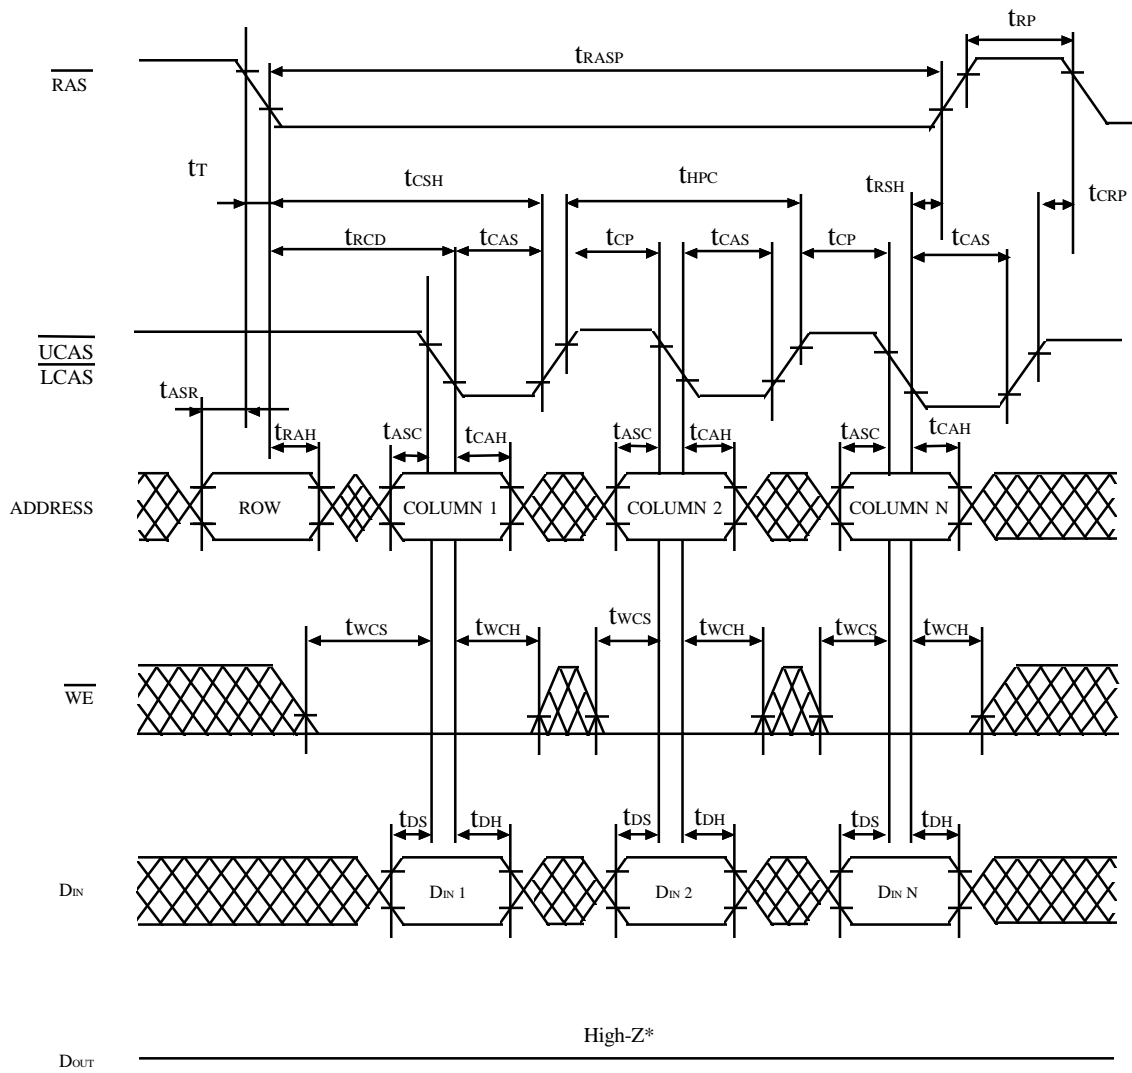 tRP
tRASP
RAS
tT
tCSH
tHPC
tRSH
tCRP
tRCD
tCAS
tCP
tCAS
tCP
tCAS
UCAS
LCAS
tASR
tRAH
tASC
tCAH
tASC
tCAH
tASC
tCAH
ADDRESS
ROW
COLUMN 1
COLUMN 2
COLUMN N
tWCS
tWCH
tWCS
tWCH
tWCS
tWCH
WE
tDS
tDH
tDS
tDH
tDS
tDH
DIN
DIN 1
DIN 2
DIN N
High-Z*
DOUT